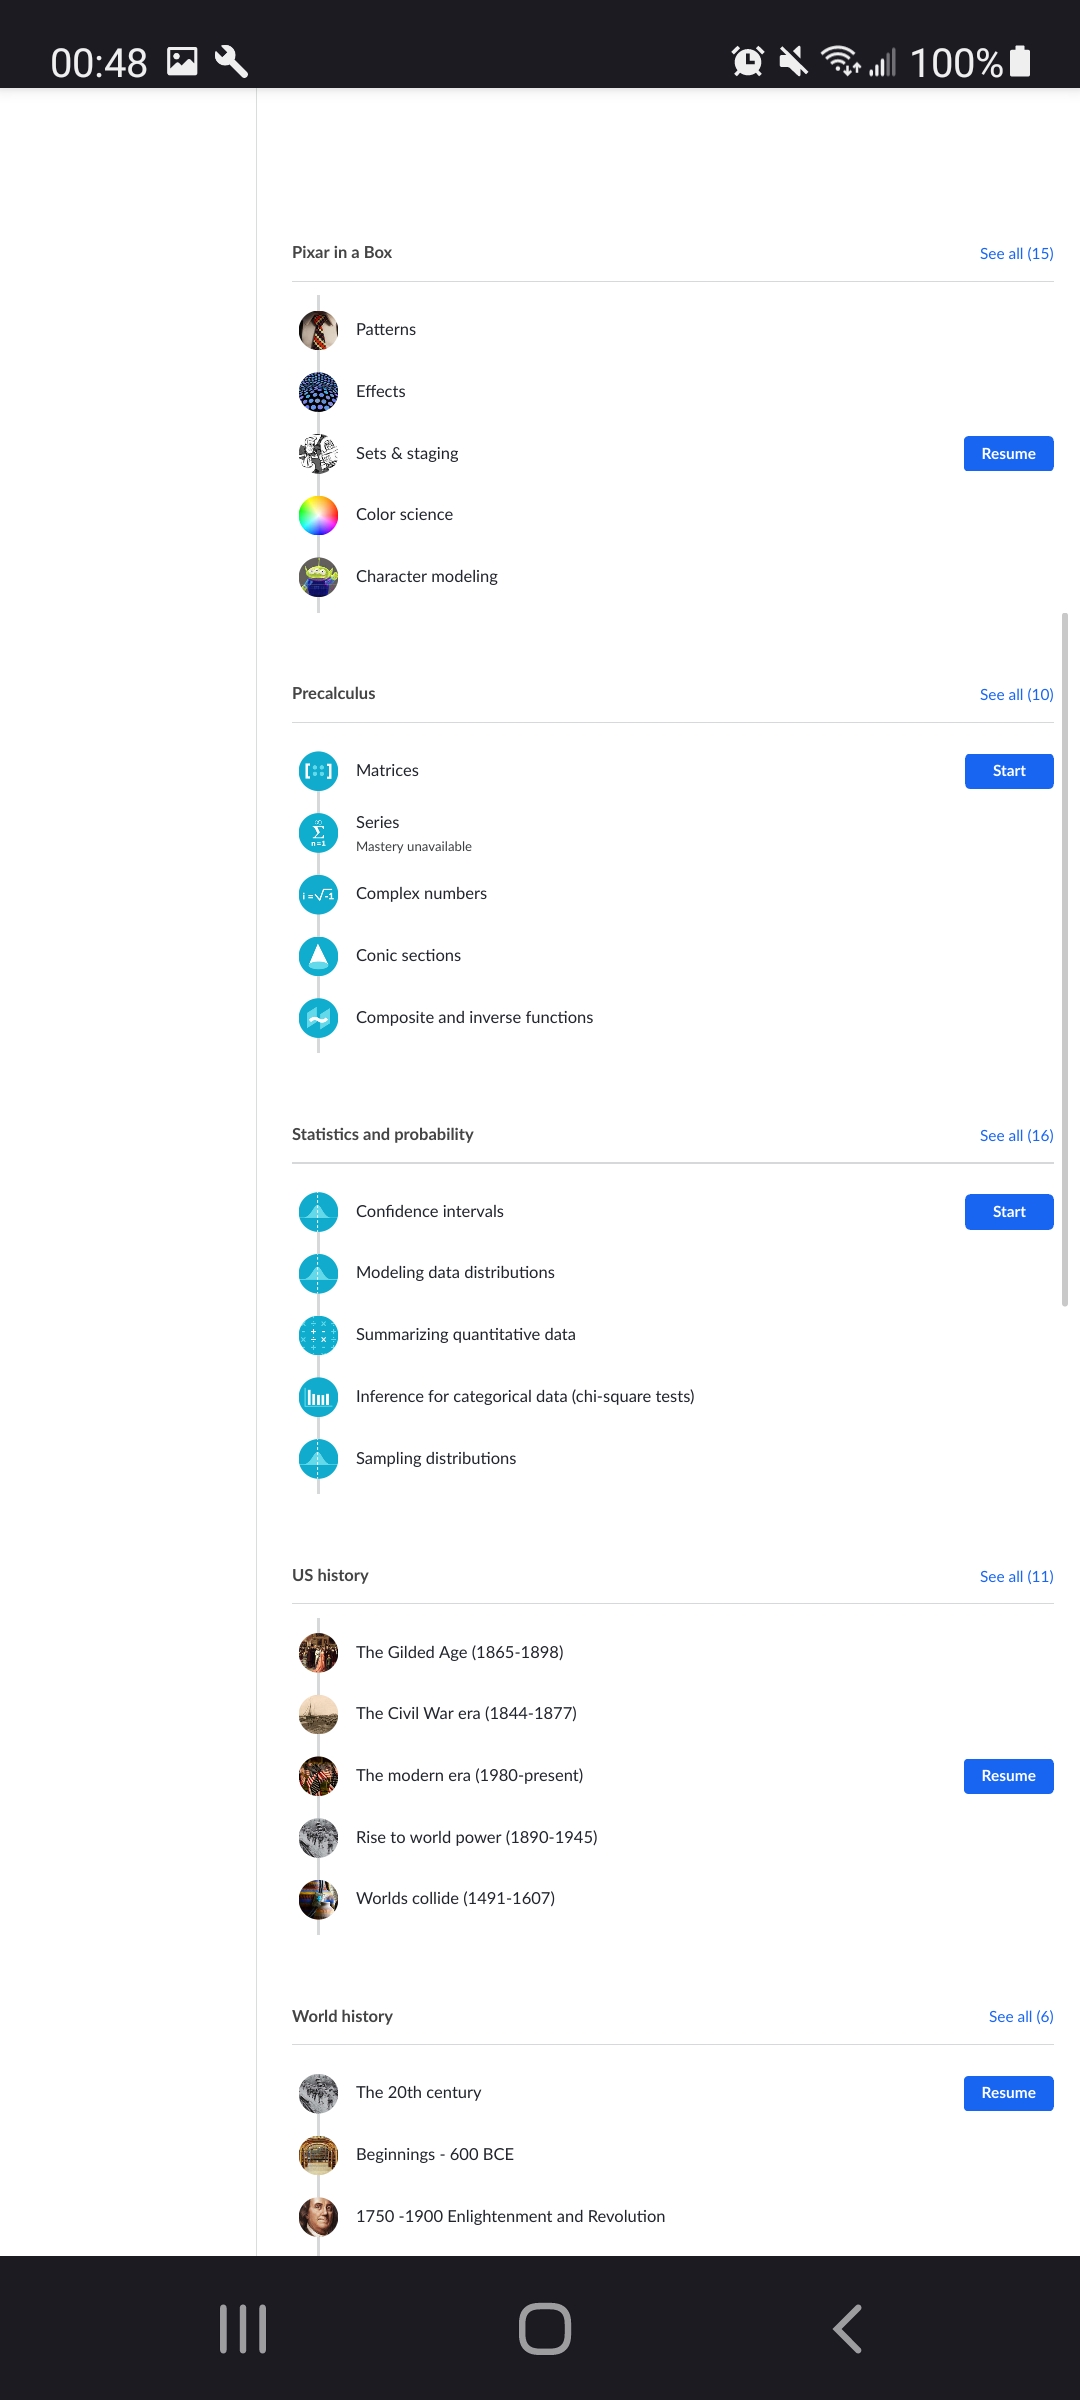 00:48 100%
Pixar in a Box See all (15)
Patterns
Effects
Sets & staging Resume
Color science
Character modeling
Precalculus See all (10)
Matrices Start
Series
Mastery unavailable
Complex numbers
Conic sections
Composite and inverse functions
Statistics and probability See all (16)
Confidence intervals Start
Modeling data distributions
Summarizing quantitative data
Inference for categorical data (chi-square tests)
Sampling distributions
US history See all (11)
The Gilded Age (1865-1898)
The Civil War era (1844-1877)
The modern era (1980-present) Resume
Rise to world power (1890-1945)
Worlds collide (1491-1607)
World history See all (6)
The 20th century Resume
Beginnings - 600 BCE
1750 -1900 Enlightenment and Revolution